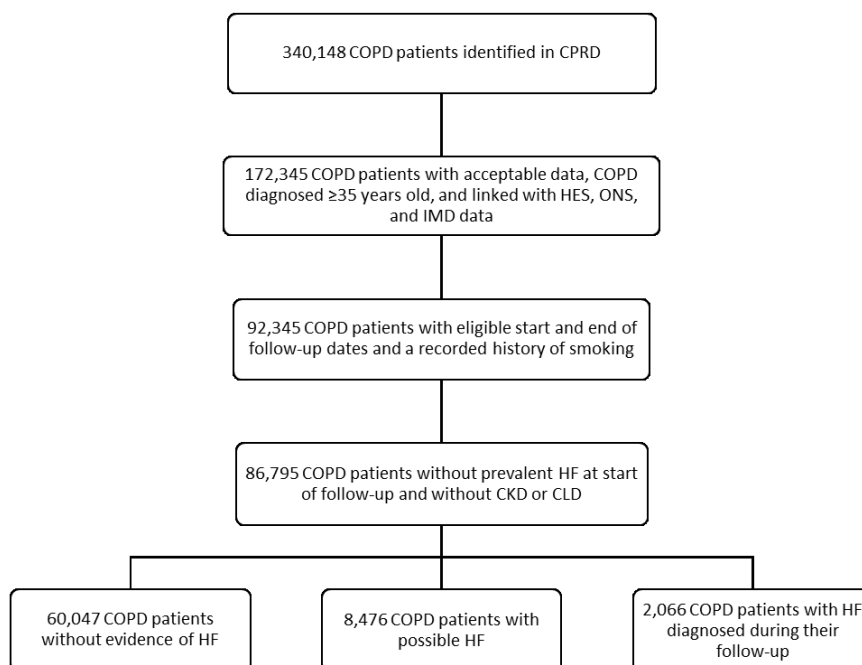 340,148 COPD patients identified in CPRD
172,345 COPD patients with acceptable data, COPD
diagnosed ≥35 years old, and linked with HES, ONS,
and IMD data
92,345 COPD patients with eligible start and end of
follow-up dates and a recorded history of smoking
86,795 COPD patients without prevalent HF at start
of follow-up and without CKD or CLD
60,047 COPD patients
without evidence of HF
8,476 COPD patients with
possible HF
2,066 COPD patients with HF
diagnosed during their
follow-up